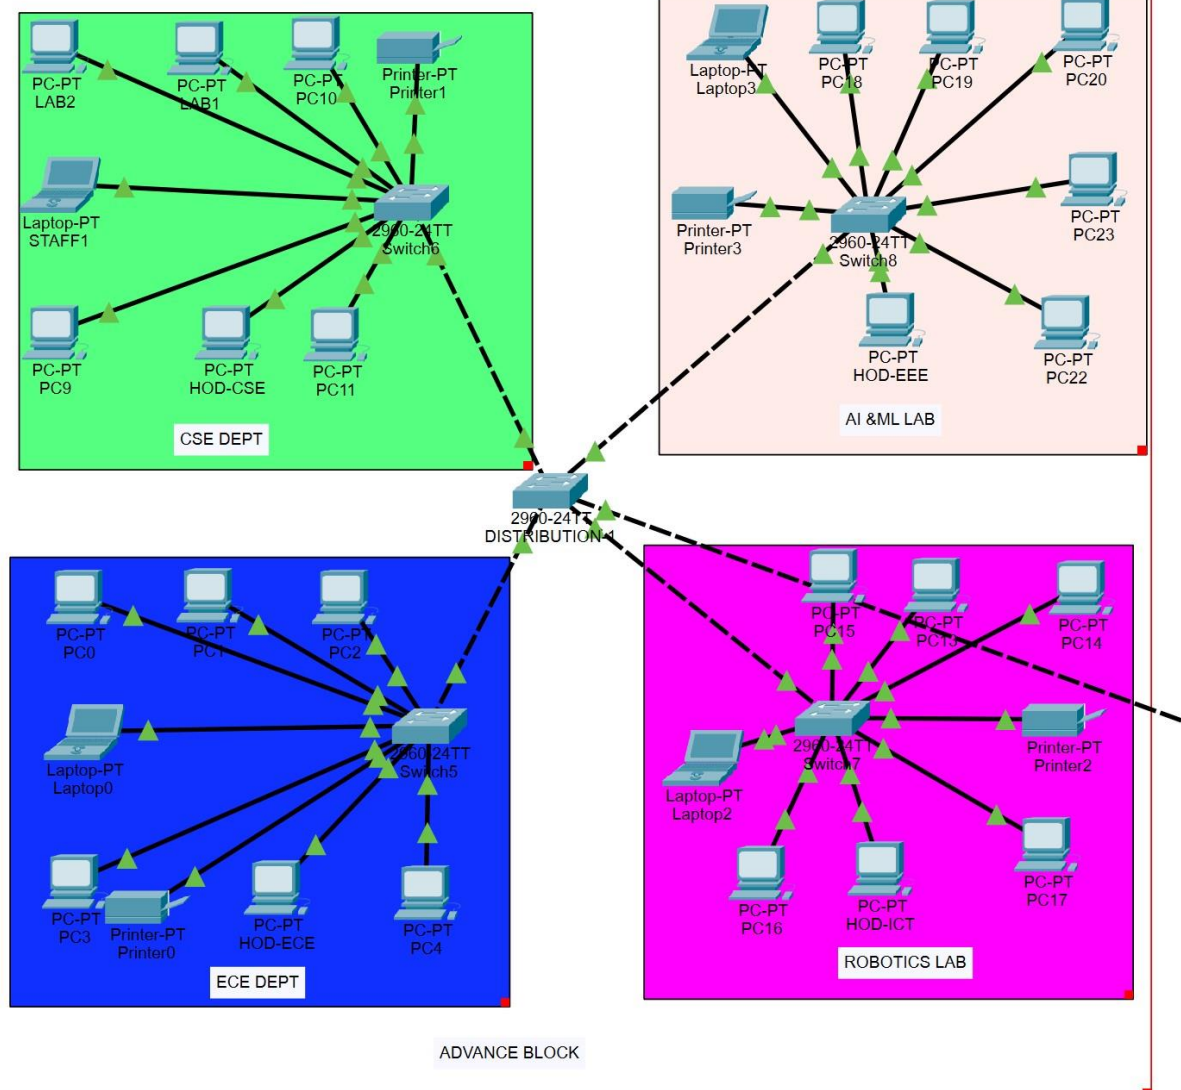 PC-PT
LAB2
PC-PT
LAB1
PC-PT
PC10
Printer-PT
Printer1
Laptop-PT
STAFF1
2960-24TT
Switch6
PC-PT
PC9
PC-PT
HOD-CSE
PC-PT
PC11
CSE DEPT
Laptop-PT
Laptop3
PC-PT
PC18
PC-PT
PC19
PC-PT
PC20
Printer-PT
Printer3
2960-24TT
Switch8
PC-PT
PC23
PC-PT
HOD-EEE
PC-PT
PC22
AI &ML LAB
2960-24TT
DISTRIBUTION-1
PC-PT
PC0
PC-PT
PC1
PC-PT
PC2
Laptop-PT
Laptop0
2960-24TT
Switch5
PC-PT
PC3
Printer-PT
Printer0
PC-PT
HOD-ECE
PC-PT
PC4
ECE DEPT
PC-PT
PC15
PC-PT
PC13
PC-PT
PC14
Laptop-PT
Laptop2
2960-24TT
Switch7
Printer-PT
Printer2
PC-PT
PC16
PC-PT
HOD-ICT
PC-PT
PC17
ROBOTICS LAB
ADVANCE BLOCK